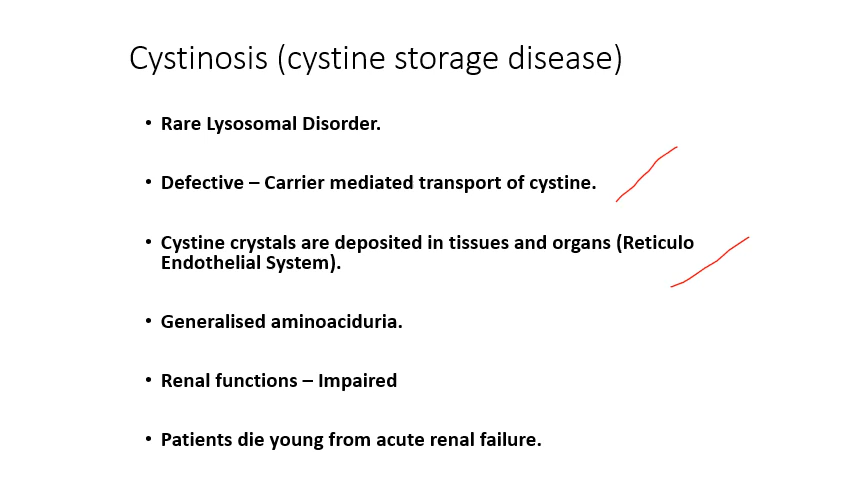 Cystinosis (cystine storage disease)
• Rare Lysosomal Disorder.
• Defective – Carrier mediated transport of cystine.
• Cystine crystals are deposited in tissues and organs (Reticulo
Endothelial System).
• Generalised aminoaciduria.
• Renal functions – Impaired
• Patients die young from acute renal failure.